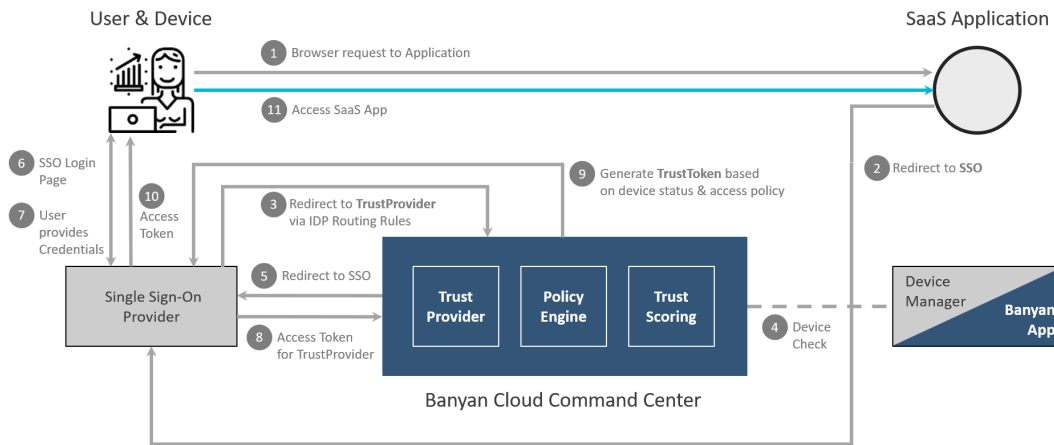 User & Device
SaaS Application
1 Browser request to Application
11 Access SaaS App
6 SSO Login
Page
7 User
provides
Credentials
10
Access
Token
9 Generate TrustToken based
on device status & access policy
2 Redirect to SSO
3 Redirect to TrustProvider
via IDP Routing Rules
5 Redirect to SSO
8 Access Token
for TrustProvider
Single Sign-On
Provider
Trust
Provider
Policy
Engine
Trust
Scoring
4 Device
Check
Device
Manager
Banyan
App
Banyan Cloud Command Center